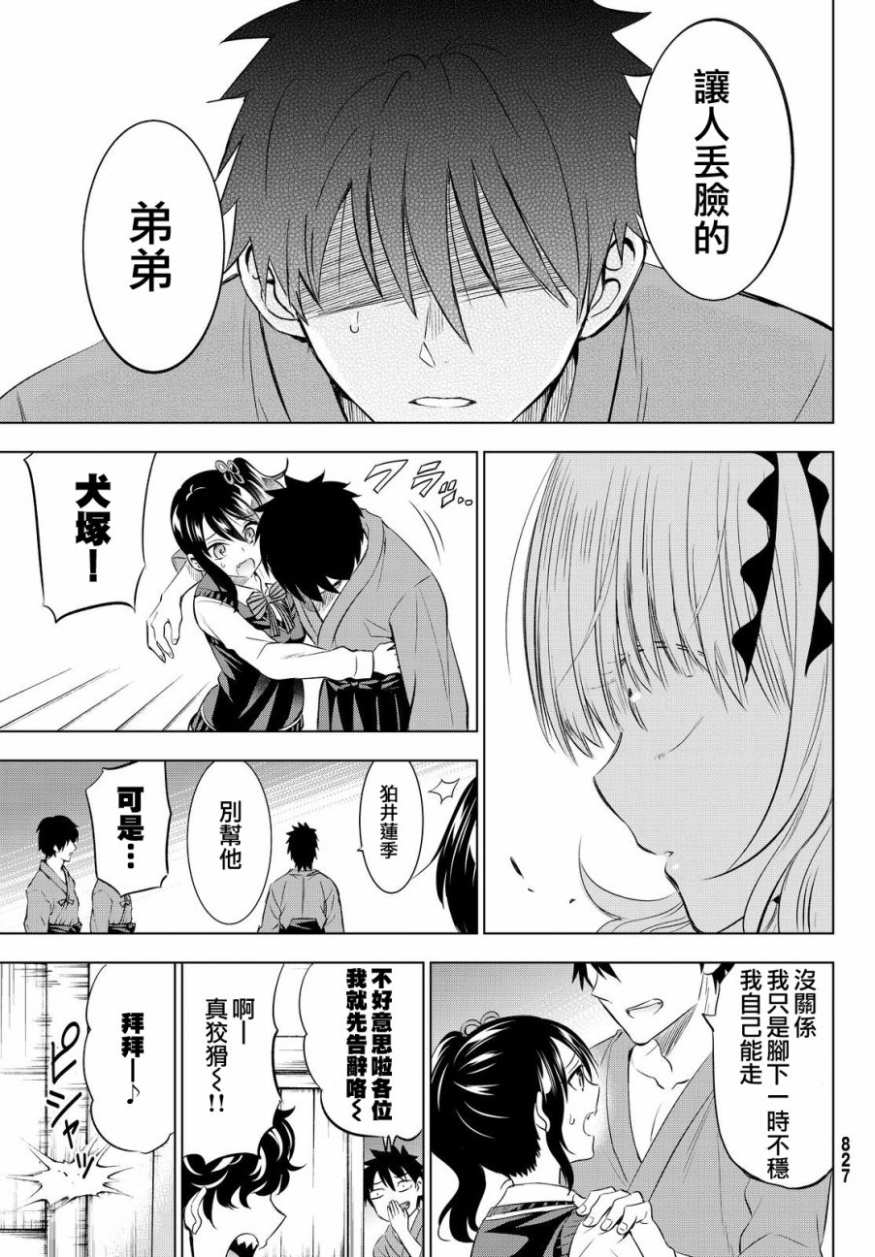 讓人丟臉的
弟弟
フラッ…
犬塚！
狛井蓮季
別幫他
可是…
沒關係
我只是腳下一時不穩
我自己能走
不好意思啦各位
我就先告辭咯～
啊ー
真狡猾～!!
拜拜ー♪
ピシャッ
827